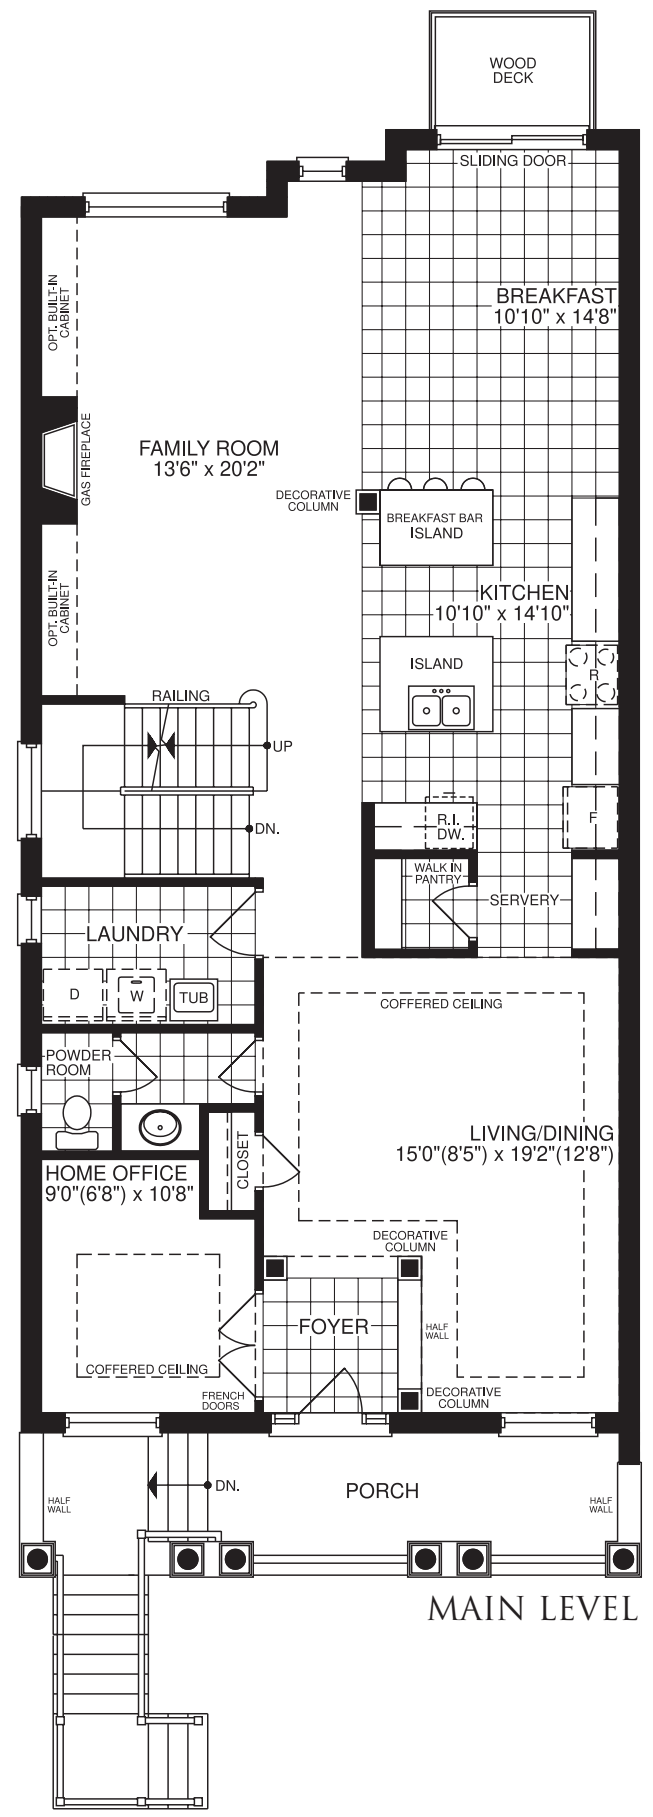 WOOD
DECK
SLIDING DOOR
BREAKFAST
10'10" x 14'8"
OPT. BUILT-IN
CABINET
GAS FIREPLACE
FAMILY ROOM
13'6" x 20'2"
DECORATIVE
COLUMN
BREAKFAST BAR
ISLAND
KITCHEN
10'10" x 14'10"
OPT. BUILT-IN
CABINET
ISLAND
R
RAILING
UP
DN.
R.I.
DW.
F
WALK IN
PANTRY
SERVERY
LAUNDRY
D
W
TUB
COFFERED CEILING
POWDER
ROOM
LIVING/DINING
15'0"(8'5") x 19'2"(12'8")
CLOSET
HOME OFFICE
9'0"(6'8") x 10'8"
DECORATIVE
COLUMN
FOYER
HALF
WALL
COFFERED CEILING
FRENCH
DOORS
DECORATIVE
COLUMN
DN.
PORCH
HALF
WALL
HALF
WALL
MAIN LEVEL